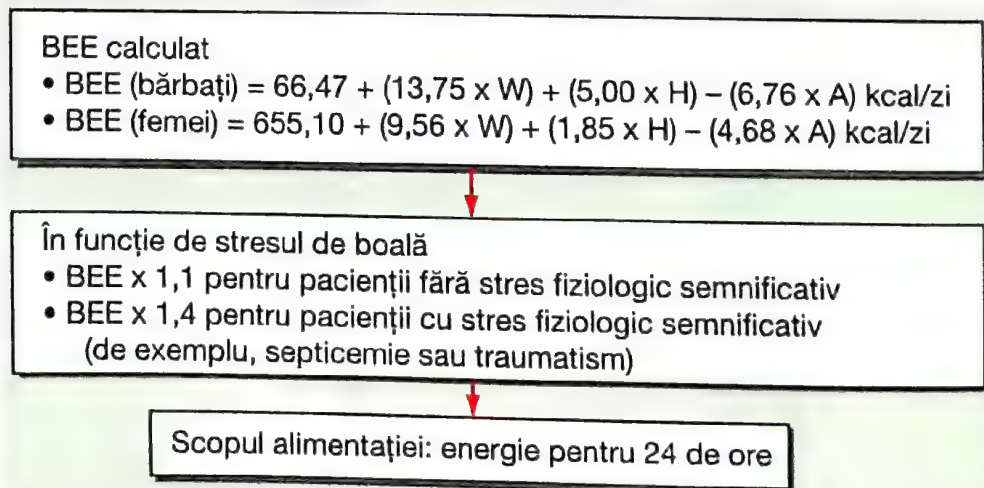 BEE calculat
• BEE (bărbați) = 66,47 + (13,75 x W) + (5,00 x H) – (6,76 x A) kcal/zi
• BEE (femei) = 655,10 + (9,56 x W) + (1,85 x H) – (4,68 x A) kcal/zi
În funcție de stresul de boală
• BEE x 1,1 pentru pacienții fără stres fiziologic semnificativ
• BEE x 1,4 pentru pacienții cu stres fiziologic semnificativ
(de exemplu, septicemie sau traumatism)
Scopul alimentației: energie pentru 24 de ore